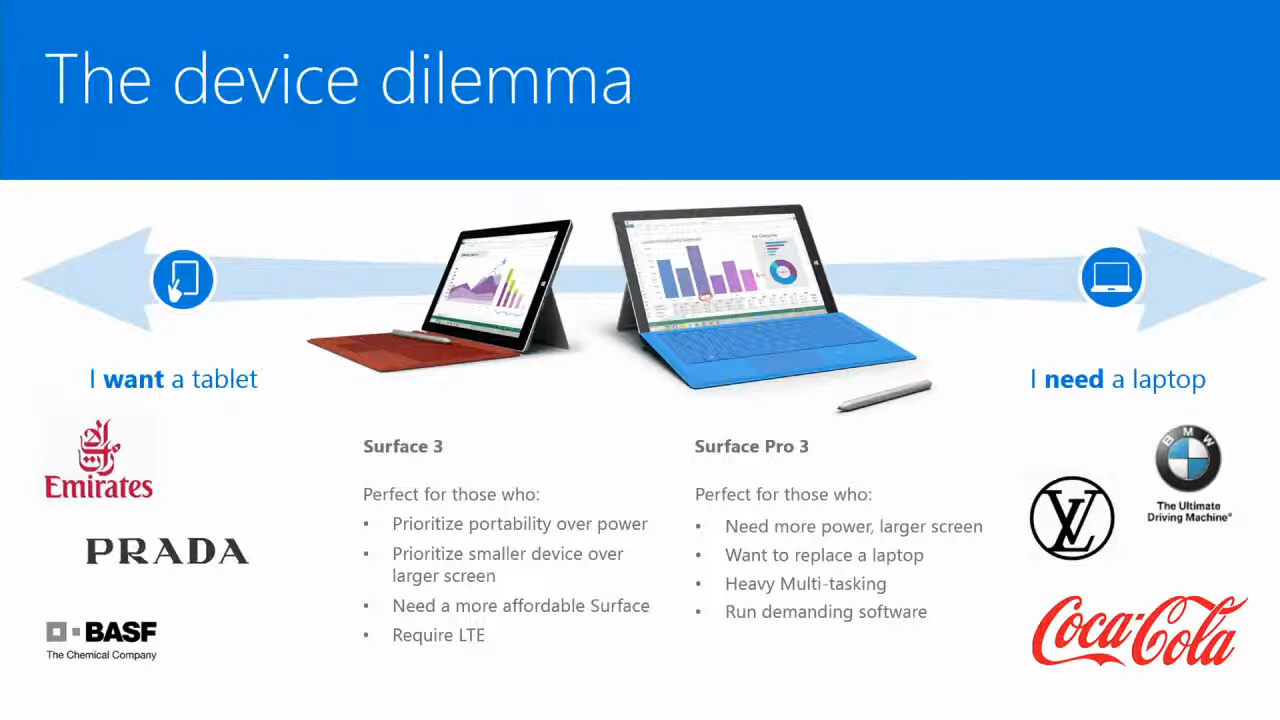 The device dilemma
I want a tablet
I need a laptop
Emirates
PRADA
BASF
The Chemical Company
Surface 3
Perfect for those who:
• Prioritize portability over power
• Prioritize smaller device over
larger screen
• Need a more affordable Surface
• Require LTE
Surface Pro 3
Perfect for those who:
• Need more power, larger screen
• Want to replace a laptop
• Heavy Multi-tasking
• Run demanding software
BMW
The Ultimate
Driving Machine®
LV
Coca-Cola